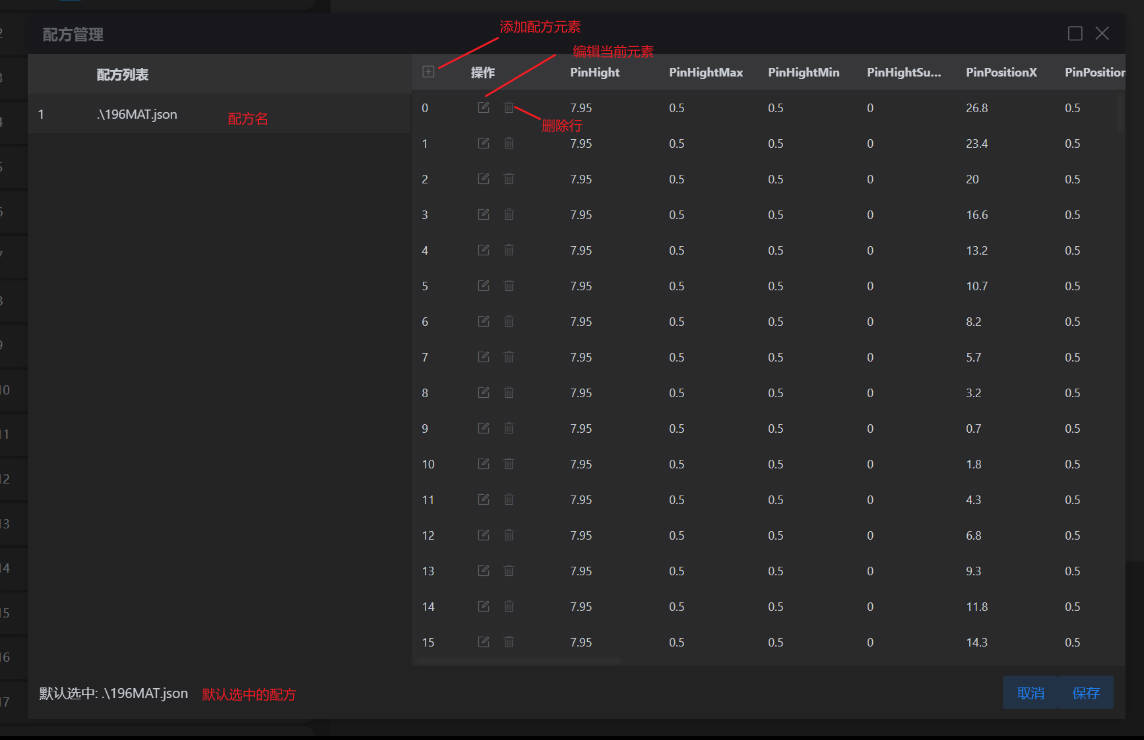 添加配方元素
配方管理
编辑当前元素
配方列表 操作 PinHight PinHightMax PinHightMin PinHightSu... PinPositionX PinPosition
1 .\196MAT.json 配方名
0 7.95 0.5 0.5 0 26.8 0.5
删除行
1 7.95 0.5 0.5 0 23.4 0.5
2 7.95 0.5 0.5 0 20 0.5
3 7.95 0.5 0.5 0 16.6 0.5
4 7.95 0.5 0.5 0 13.2 0.5
5 7.95 0.5 0.5 0 10.7 0.5
6 7.95 0.5 0.5 0 8.2 0.5
7 7.95 0.5 0.5 0 5.7 0.5
8 7.95 0.5 0.5 0 3.2 0.5
9 7.95 0.5 0.5 0 0.7 0.5
10 7.95 0.5 0.5 0 1.8 0.5
11 7.95 0.5 0.5 0 4.3 0.5
12 7.95 0.5 0.5 0 6.8 0.5
13 7.95 0.5 0.5 0 9.3 0.5
14 7.95 0.5 0.5 0 11.8 0.5
15 7.95 0.5 0.5 0 14.3 0.5
默认选中: .\196MAT.json 默认选中的配方 取消 保存